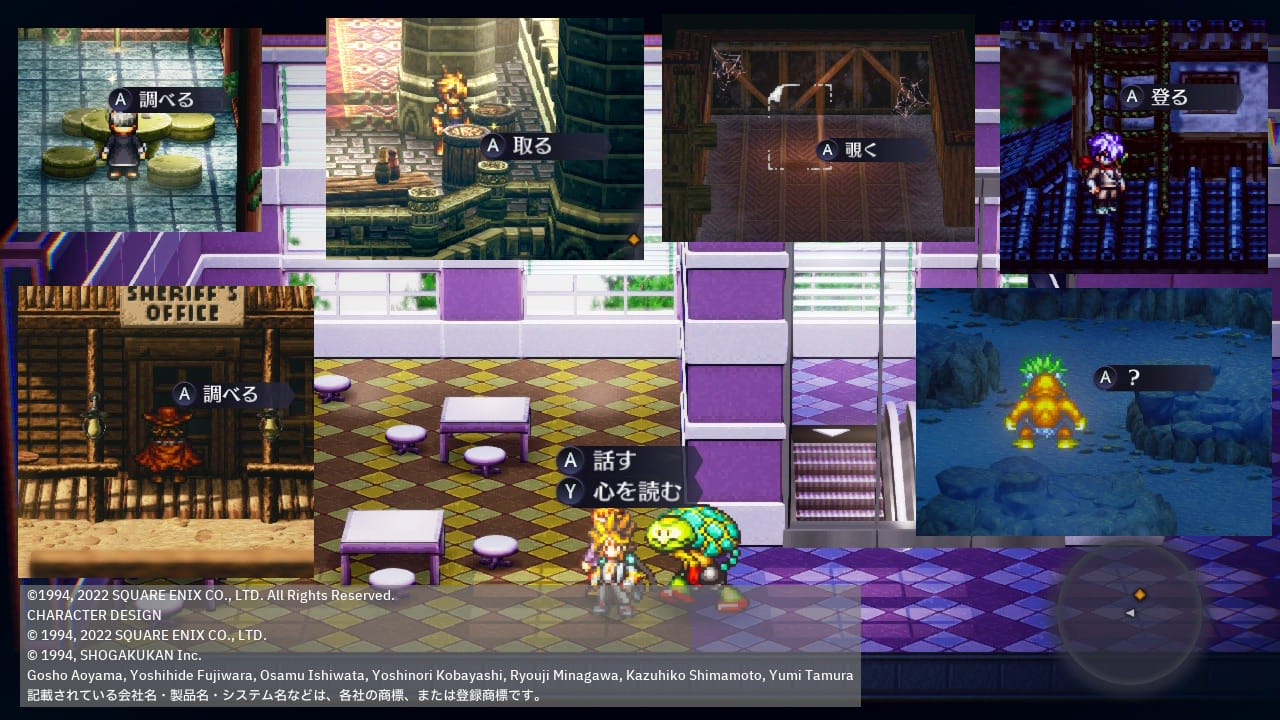 A 調べる
A 取る
A 覗く
A 登る
SHERIFF'S
OFFICE
A 調べる
A ?
A 話す
Y 心を読む
©1994, 2022 SQUARE ENIX CO., LTD. All Rights Reserved.
CHARACTER DESIGN
© 1994, 2022 SQUARE ENIX CO., LTD.
© 1994, SHOGAKUKAN Inc.
Gosho Aoyama, Yoshihide Fujiwara, Osamu Ishiwata, Yoshinori Kobayashi, Ryouji Minagawa, Kazuhiko Shimamoto, Yumi Tamura
記載されている会社名・製品名・システム名などは、各社の商標、または登録商標です。